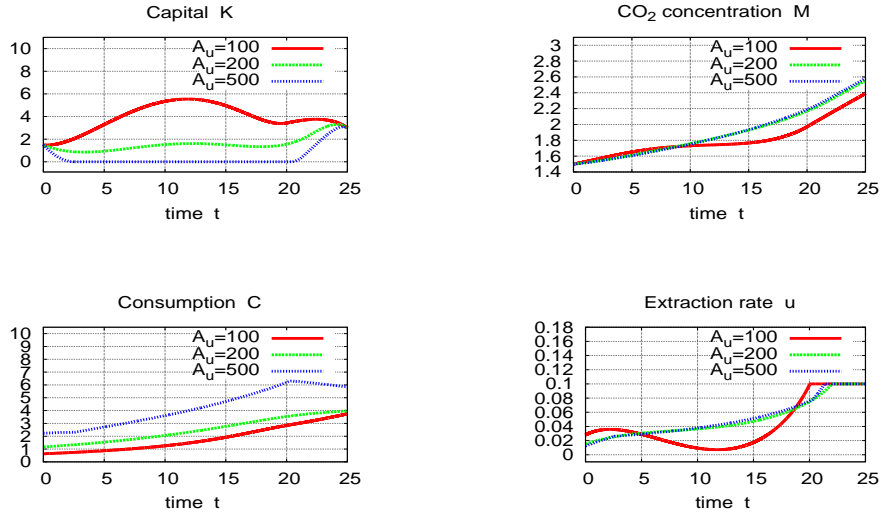 Capital K
A_u=100
A_u=200
A_u=500
10
8
6
4
2
0
0 5 10 15 20 25
time t
CO₂ concentration M
A_u=100
A_u=200
A_u=500
3
2.8
2.6
2.4
2.2
2
1.8
1.6
1.4
0 5 10 15 20 25
time t
Consumption C
A_u=100
A_u=200
A_u=500
10
9
8
7
6
5
4
3
2
1
0
0 5 10 15 20 25
time t
Extraction rate u
A_u=100
A_u=200
A_u=500
0.18
0.16
0.14
0.12
0.1
0.08
0.06
0.04
0.02
0
0 5 10 15 20 25
time t